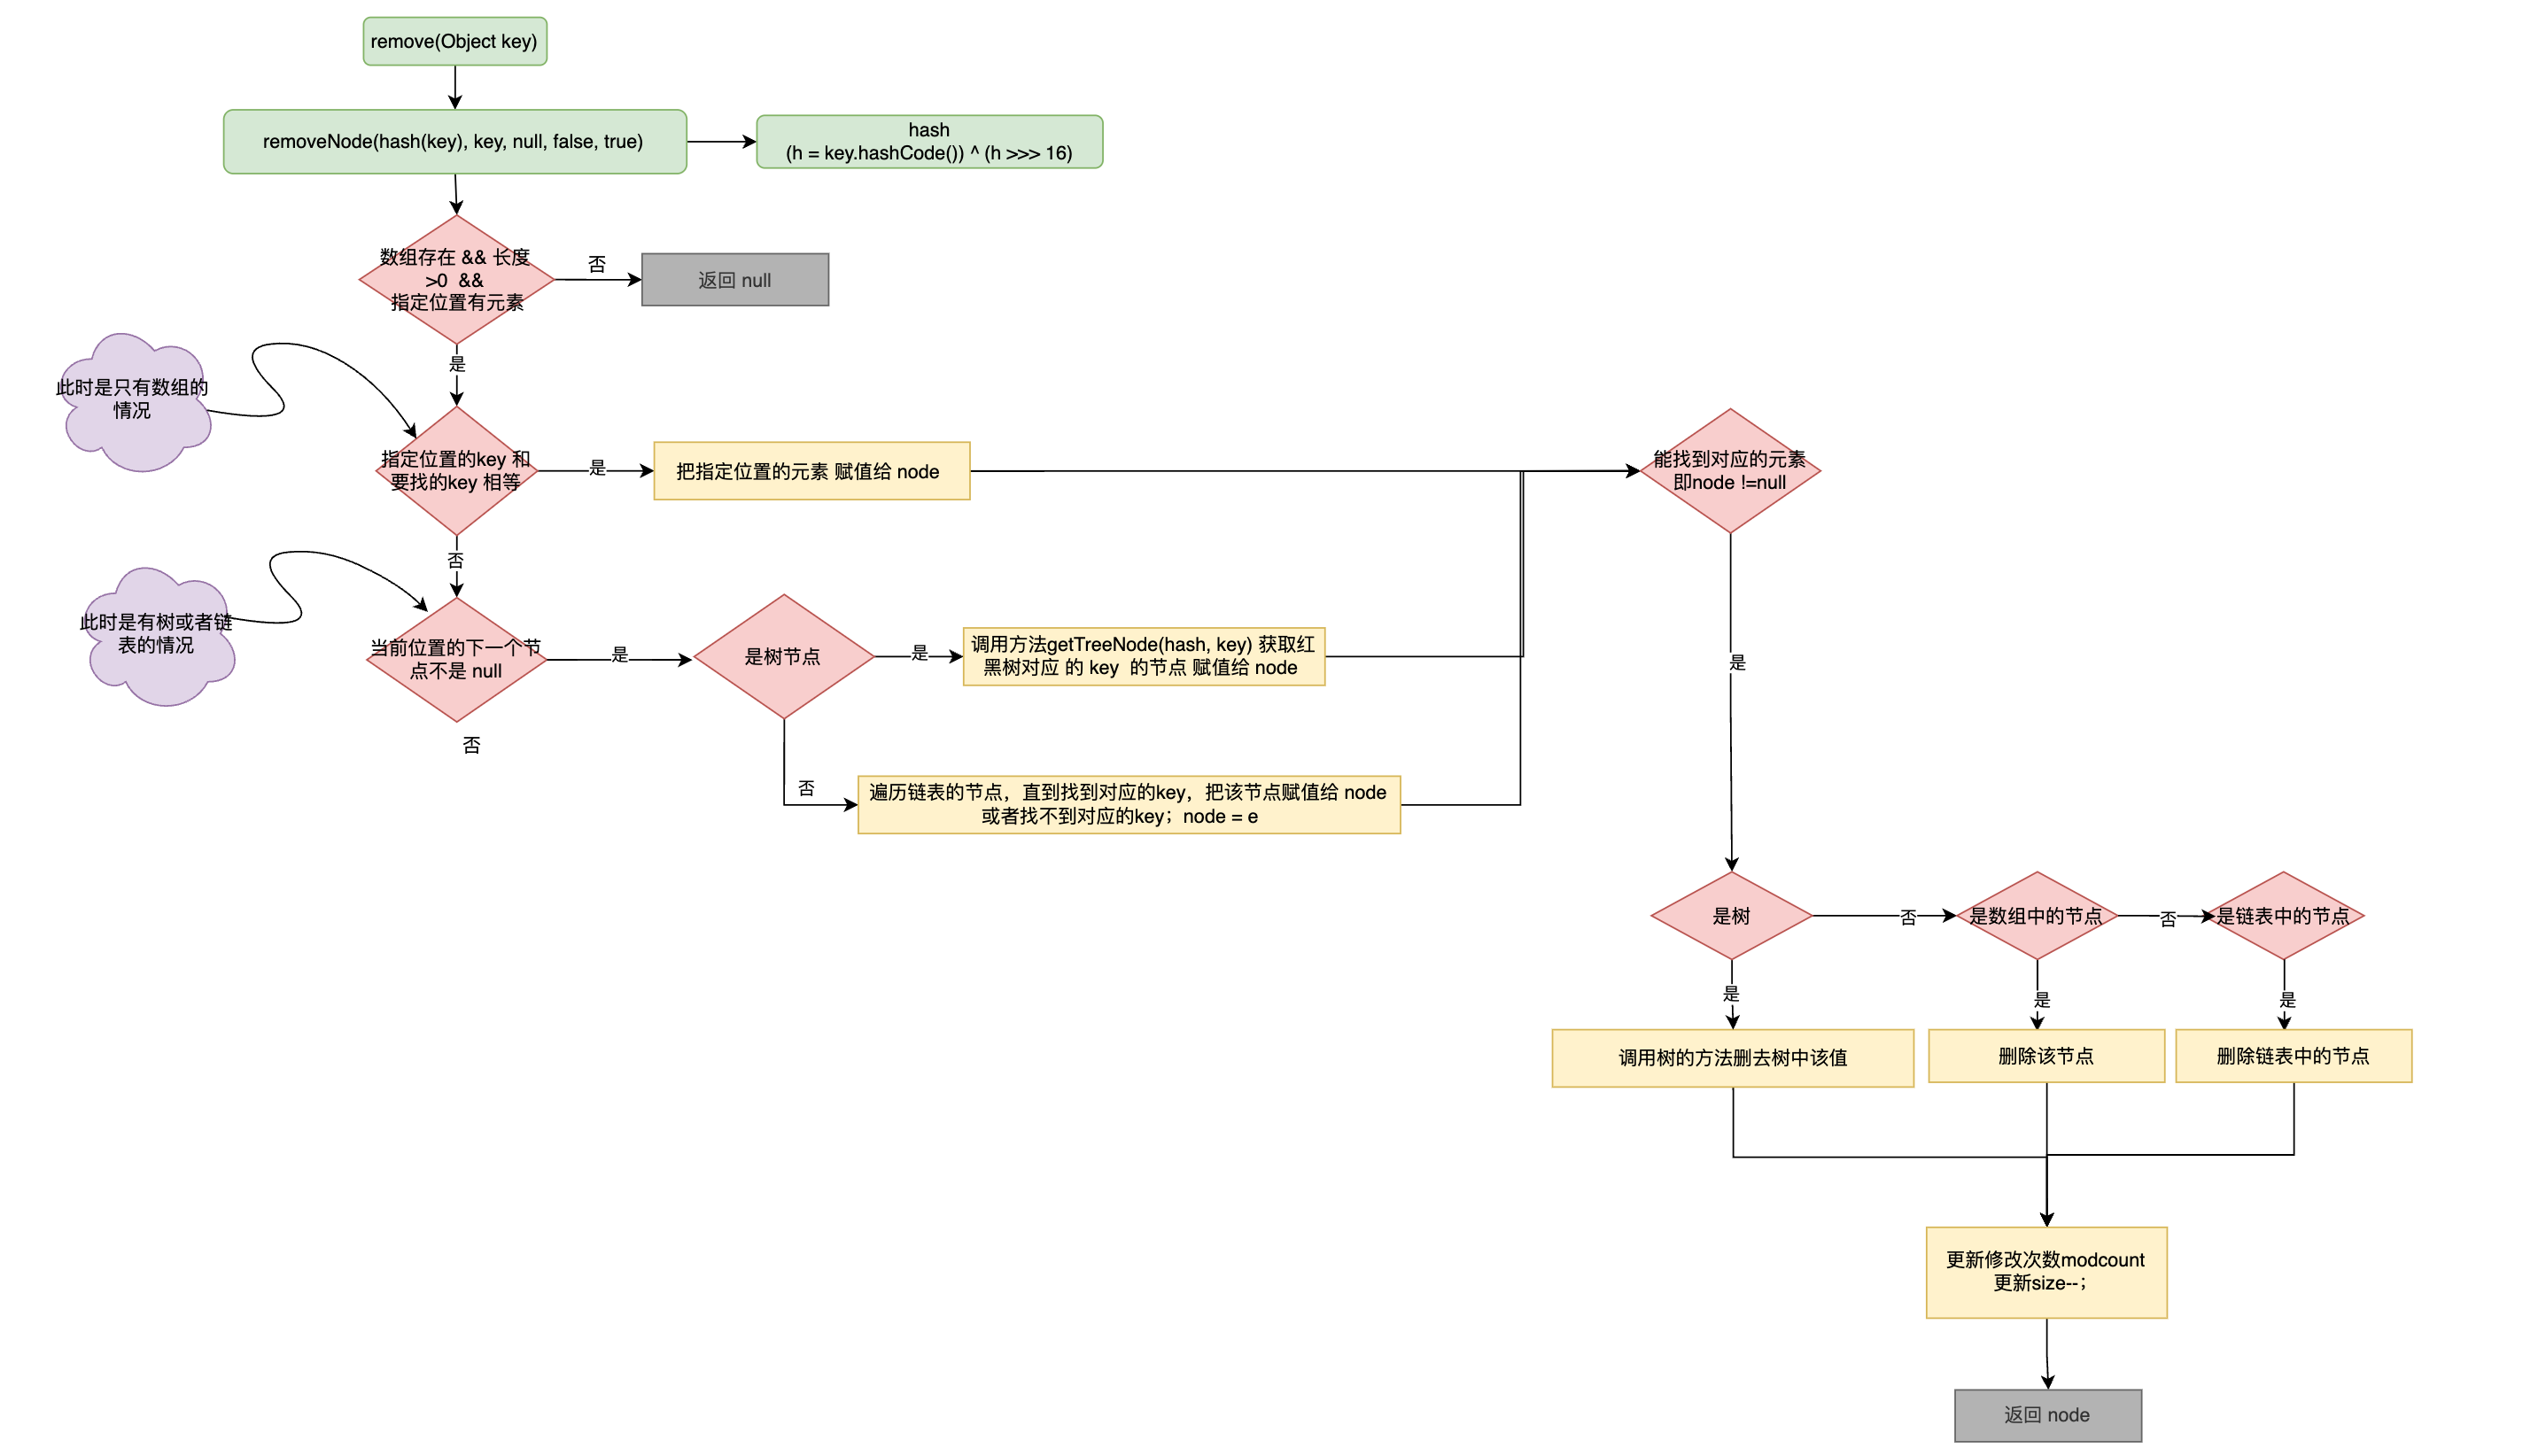 remove(Object key)
removeNode(hash(key), key, null, false, true)
hash
(h = key.hashCode()) ^ (h >>> 16)
数组存在 && 长度
>0 &&
指定位置有元素
否
返回 null
是
此时是只有数组的
情况
指定位置的key 和
要找的key 相等
是
把指定位置的元素 赋值给 node
能找到对应的元素
即node !=null
否
此时是有树或者链
表的情况
当前位置的下一个节
点不是 null
是
是树节点
是
调用方法getTreeNode(hash, key) 获取红
黑树对应 的 key 的节点 赋值给 node
是
否
否
遍历链表的节点，直到找到对应的key，把该节点赋值给 node
或者找不到对应的key；node = e
是树
否
是数组中的节点
否
是链表中的节点
是
是
是
调用树的方法删去树中该值
删除该节点
删除链表中的节点
更新修改次数modcount
更新size--；
返回 node